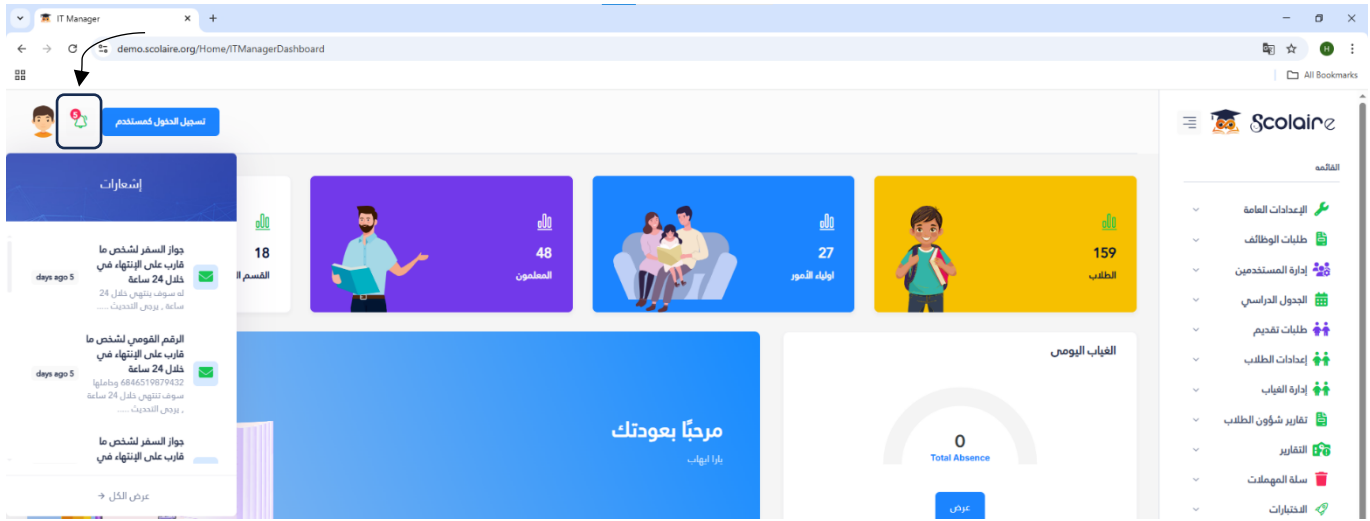 IT Manager
demo.scolaire.org/Home/ITManagerDashboard
All Bookmarks
5
تسجيل الدخول كمستخدم
Scolaire
القائمه
الإعدادات العامة
طلبات الوظائف
إدارة المستخدمين
الجدول الدراسي
طلبات تقديم
إعدادات الطلاب
إدارة الغياب
تقارير شؤون الطلاب
التقارير
سلة المهملات
الاختبارات
159
الطلاب
27
اولياء الأمور
48
المعلمون
18
القسم
الغياب اليومى
0
Total Absence
عرض
مرحبًا بعودتك
يارا ايهاب
إشعارات
جواز السفر لشخص ما
قارب على الإنتهاء في
خلال 24 ساعة
له سوف ينتهي خلال 24
ساعة , يرجى التحديث .....
5 days ago
الرقم القومي لشخص ما
قارب على الإنتهاء في
خلال 24 ساعة
6846519879432 وحاملها
سوف تنتهي خلال 24 ساعة
, يرجى التحديث .....
5 days ago
جواز السفر لشخص ما
قارب على الإنتهاء في
عرض الكل